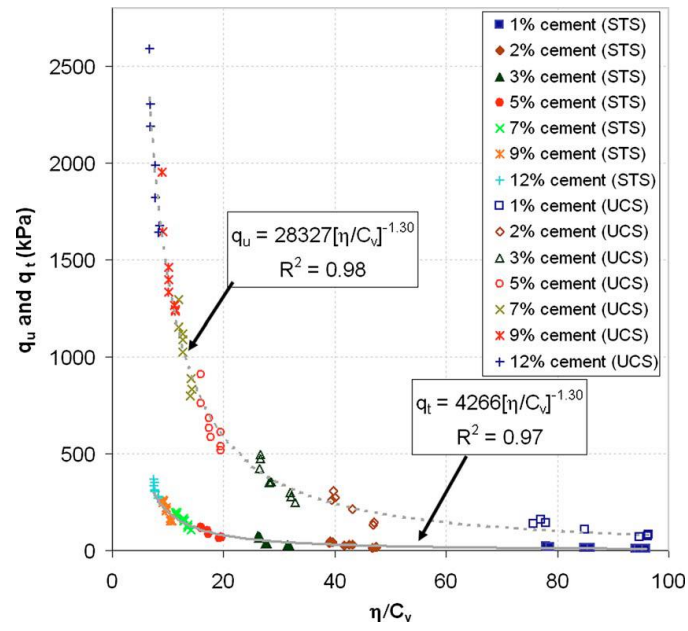 2500
2000
1500
1000
500
0
q_u and q_t (kPa)
0 20 40 60 80 100
η/C_v
1% cement (STS)
2% cement (STS)
3% cement (STS)
5% cement (STS)
7% cement (STS)
9% cement (STS)
12% cement (STS)
1% cement (UCS)
2% cement (UCS)
3% cement (UCS)
5% cement (UCS)
7% cement (UCS)
9% cement (UCS)
12% cement (UCS)
q_u = 28327[η/C_v]^-1.30
R² = 0.98
q_t = 4266[η/C_v]^-1.30
R² = 0.97